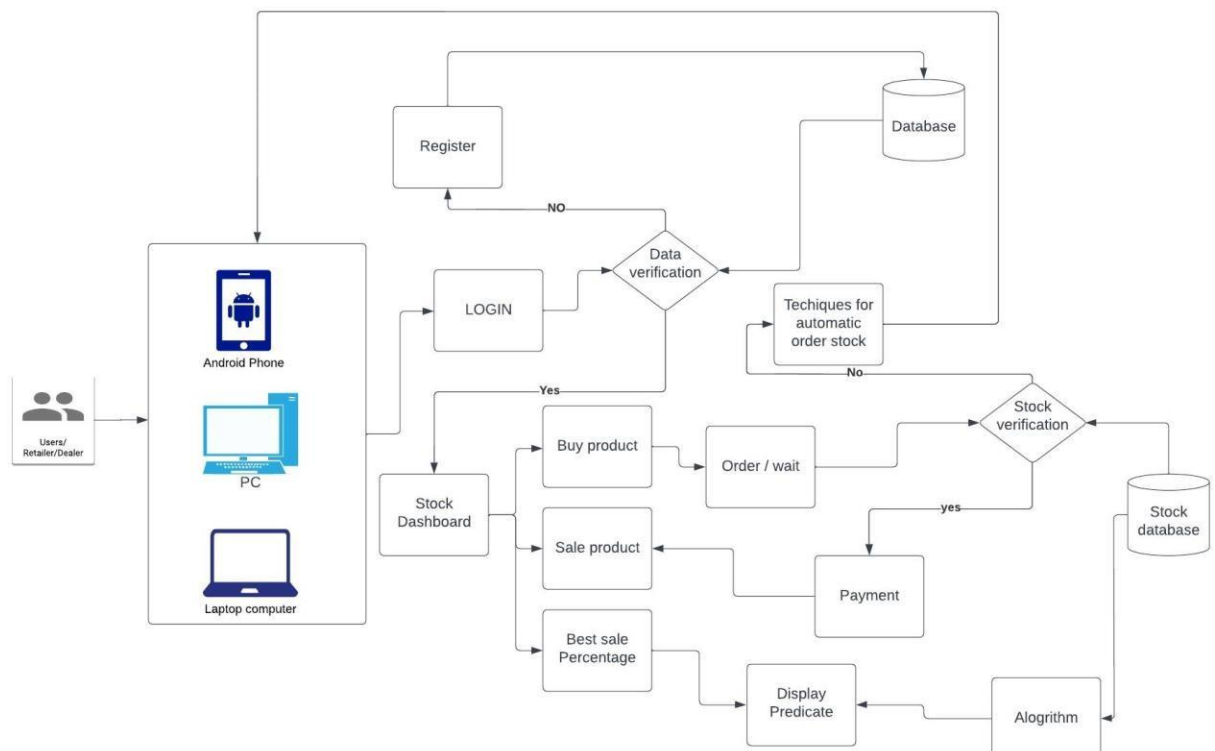 Database
Register
NO
Data
verification
LOGIN
Techiques for
automatic
order stock
Android Phone
No
Yes
Stock
verification
Users/
Retailer/Dealer
Buy product
Order / wait
PC
Stock
Dashboard
yes
Stock
database
Sale product
Payment
Laptop computer
Best sale
Percentage
Display
Predicate
Alogrithm